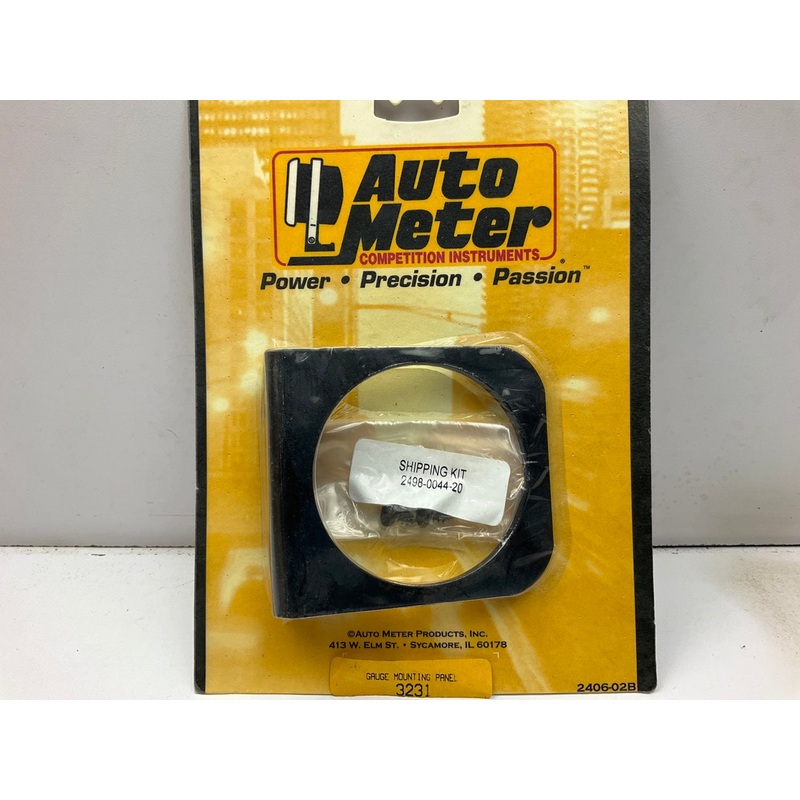 Auto
Meter
COMPETITION INSTRUMENTS
®
Power • Precision • Passion™
SHIPPING KIT
2498-0044-20
©AUTO METER PRODUCTS, INC.
413 W. ELM ST. • SYCAMORE, IL 60178
GAUGE MOUNTING PANEL
3231
2406-02B